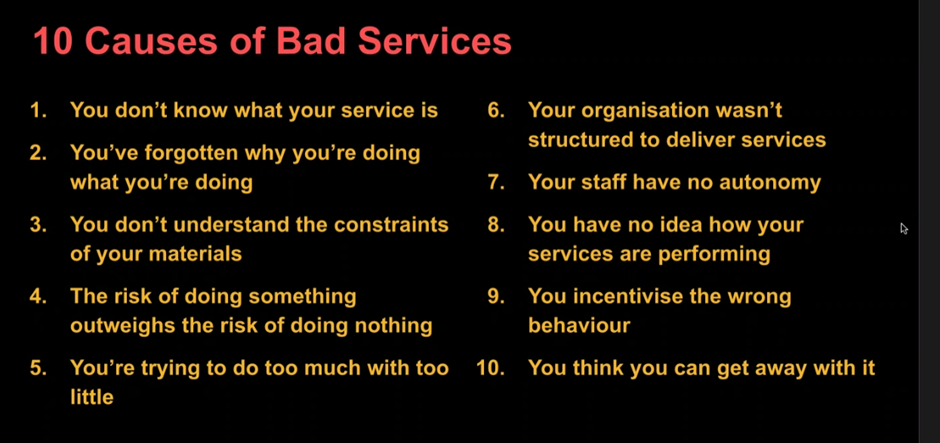 10 Causes of Bad Services
1. You don't know what your service is
2. You've forgotten why you're doing
what you're doing
3. You don't understand the constraints
of your materials
4. The risk of doing something
outweighs the risk of doing nothing
5. You're trying to do too much with too
little
6. Your organisation wasn't
structured to deliver services
7. Your staff have no autonomy
8. You have no idea how your
services are performing
9. You incentivise the wrong
behaviour
10. You think you can get away with it